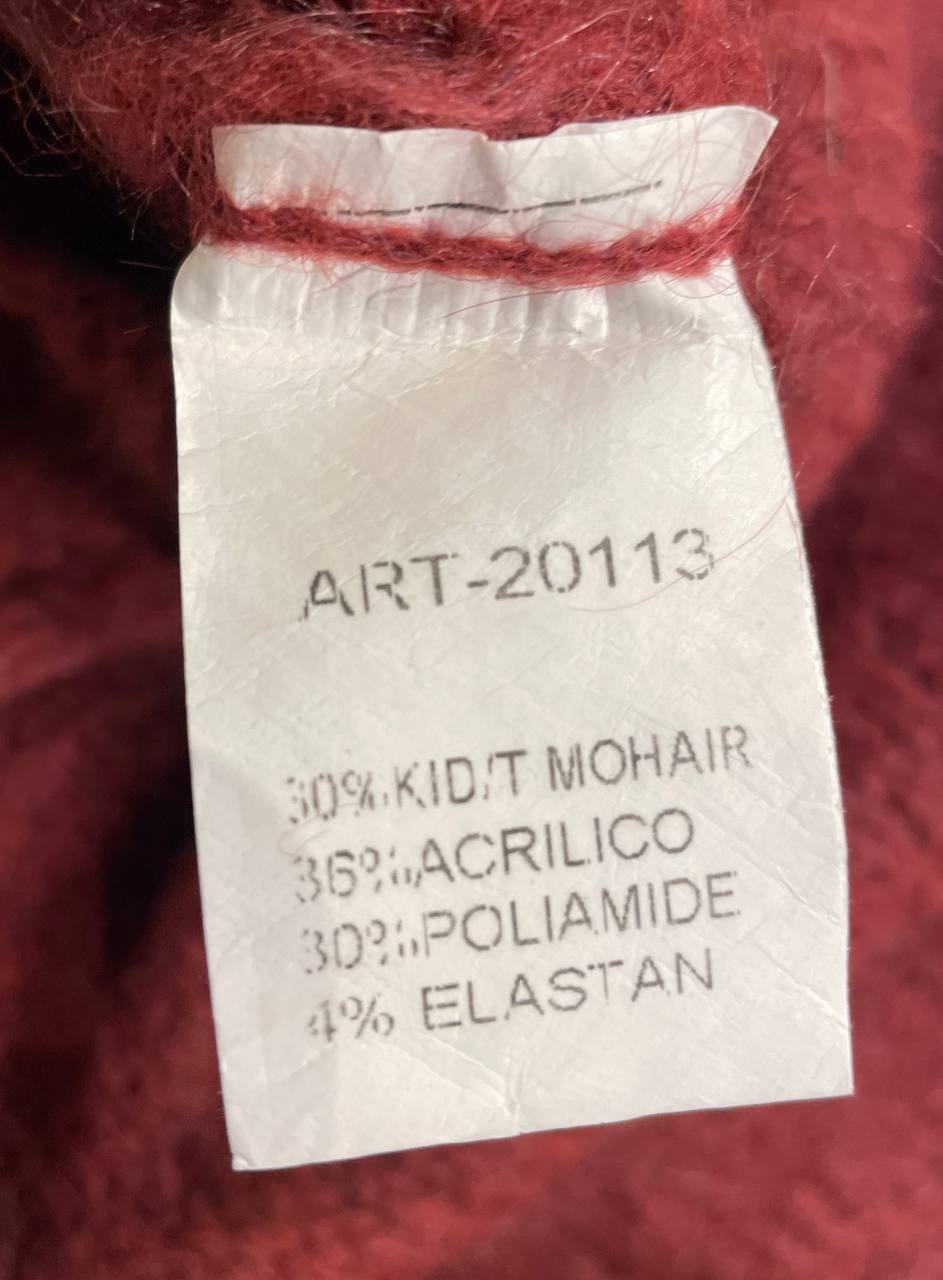 ART-20113
30% KID/T MOHAIR
36% ACRILICO
30% POLIAMIDE
4% ELASTAN